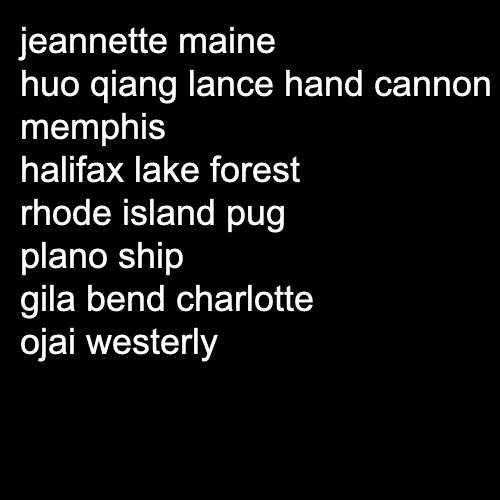 jeannette maine
huo qiang lance hand cannon
memphis
halifax lake forest
rhode island pug
plano ship
gila bend charlotte
ojai westerly